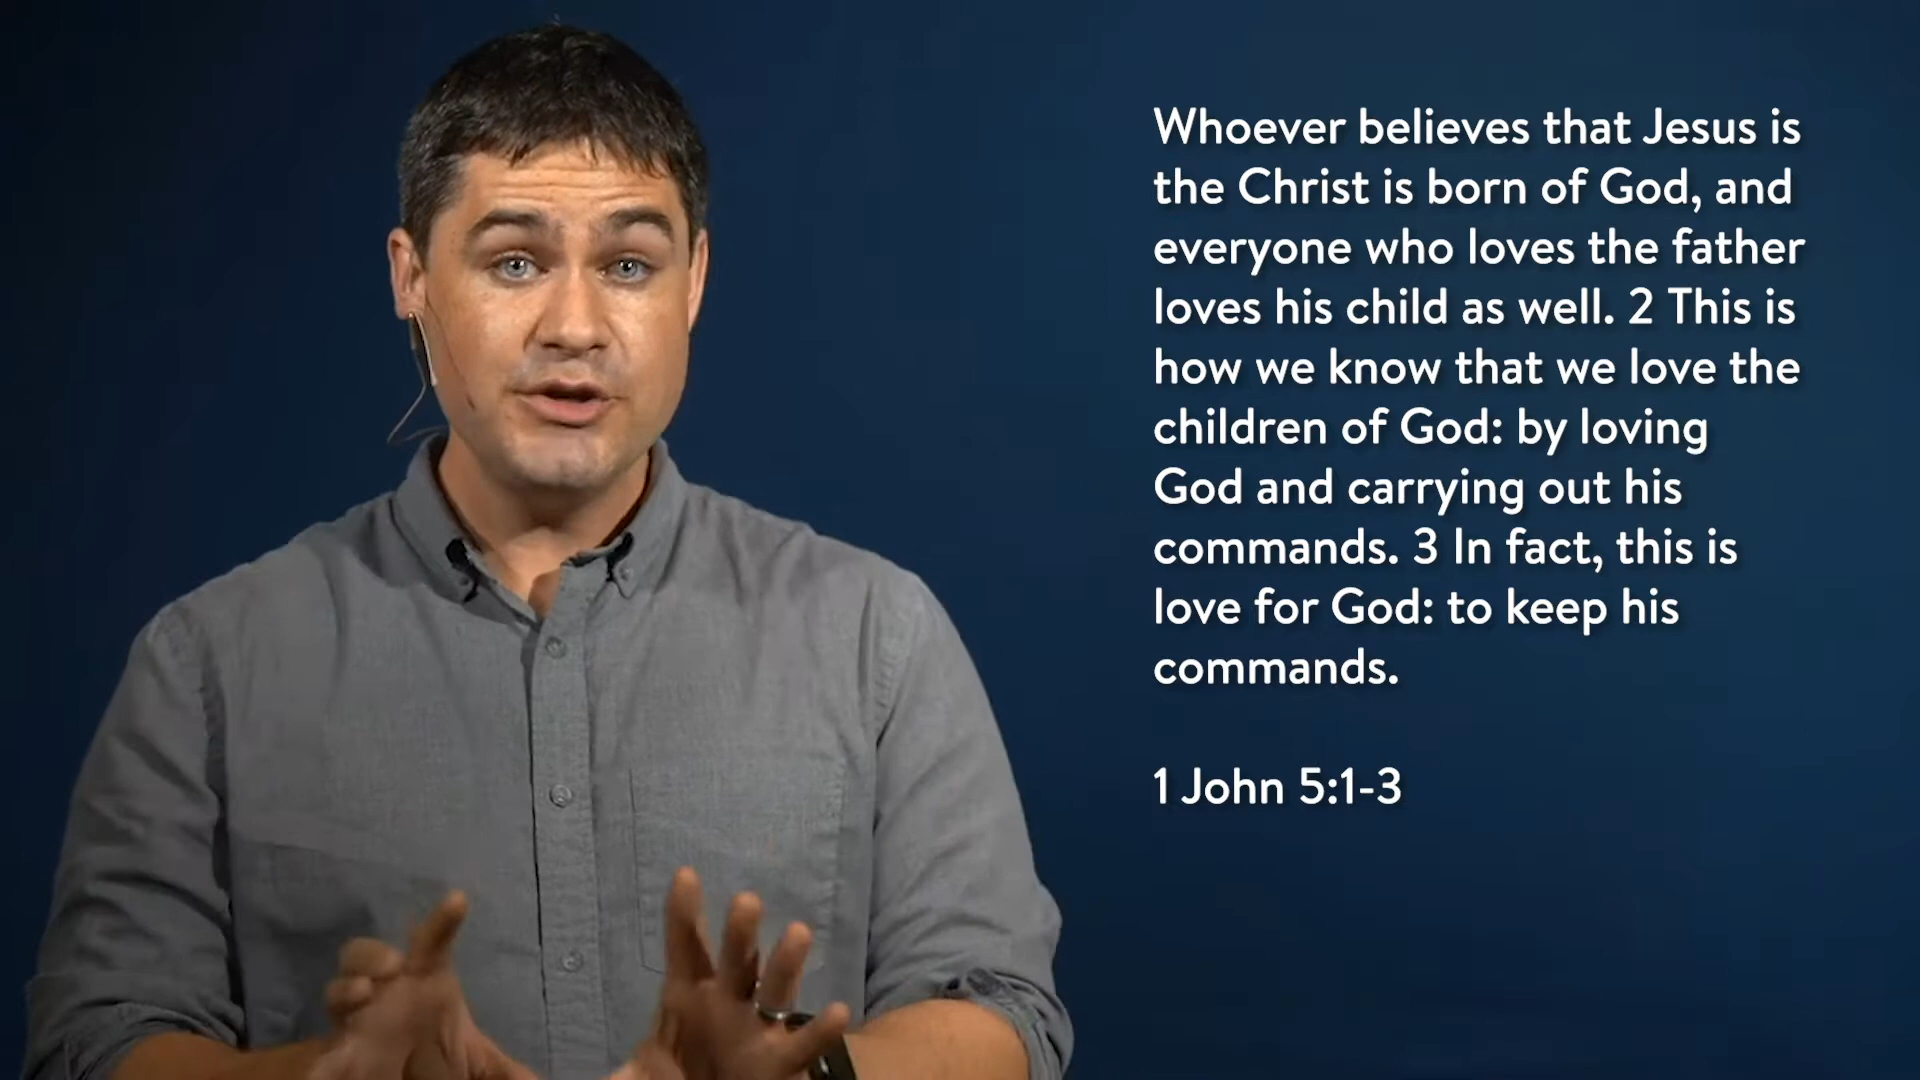 Whoever believes that Jesus is
the Christ is born of God, and
everyone who loves the father
loves his child as well. 2 This is
how we know that we love the
children of God: by loving
God and carrying out his
commands. 3 In fact, this is
love for God: to keep his
commands.
1 John 5:1-3